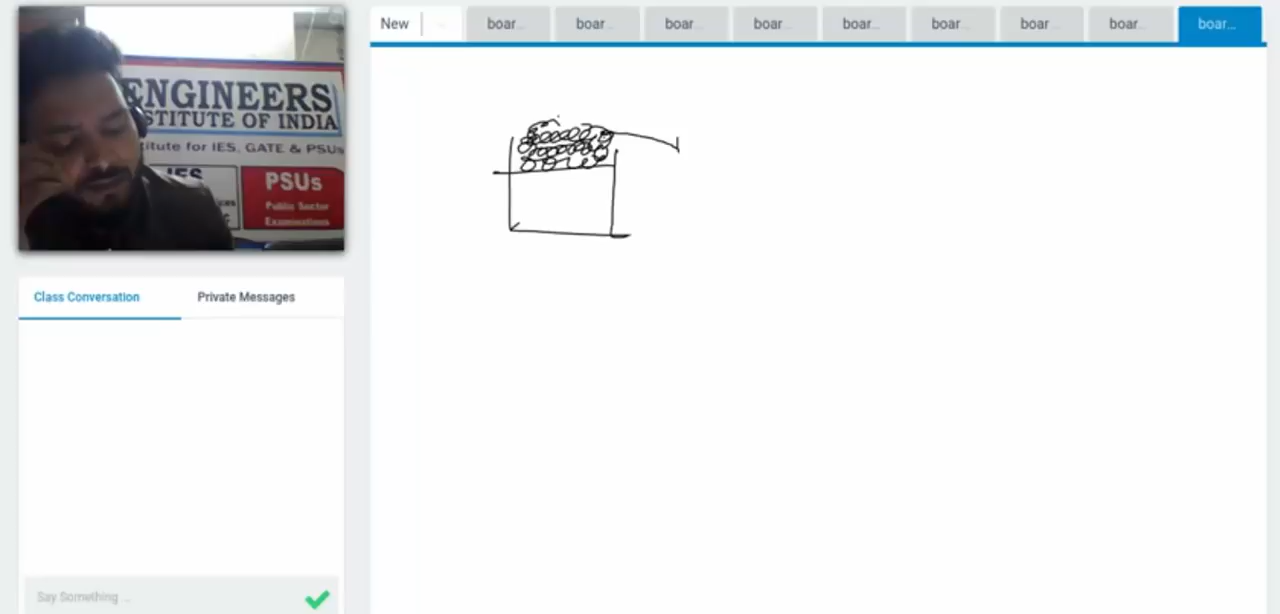 New
boar...
boar...
boar...
boar...
boar...
boar...
boar...
boar...
boar...
ENGINEERS
STITUTE OF INDIA
titute for IES, GATE & PSUs
IES
PSUs
Public Sector
Examinations
Class Conversation
Private Messages
Say Something ...